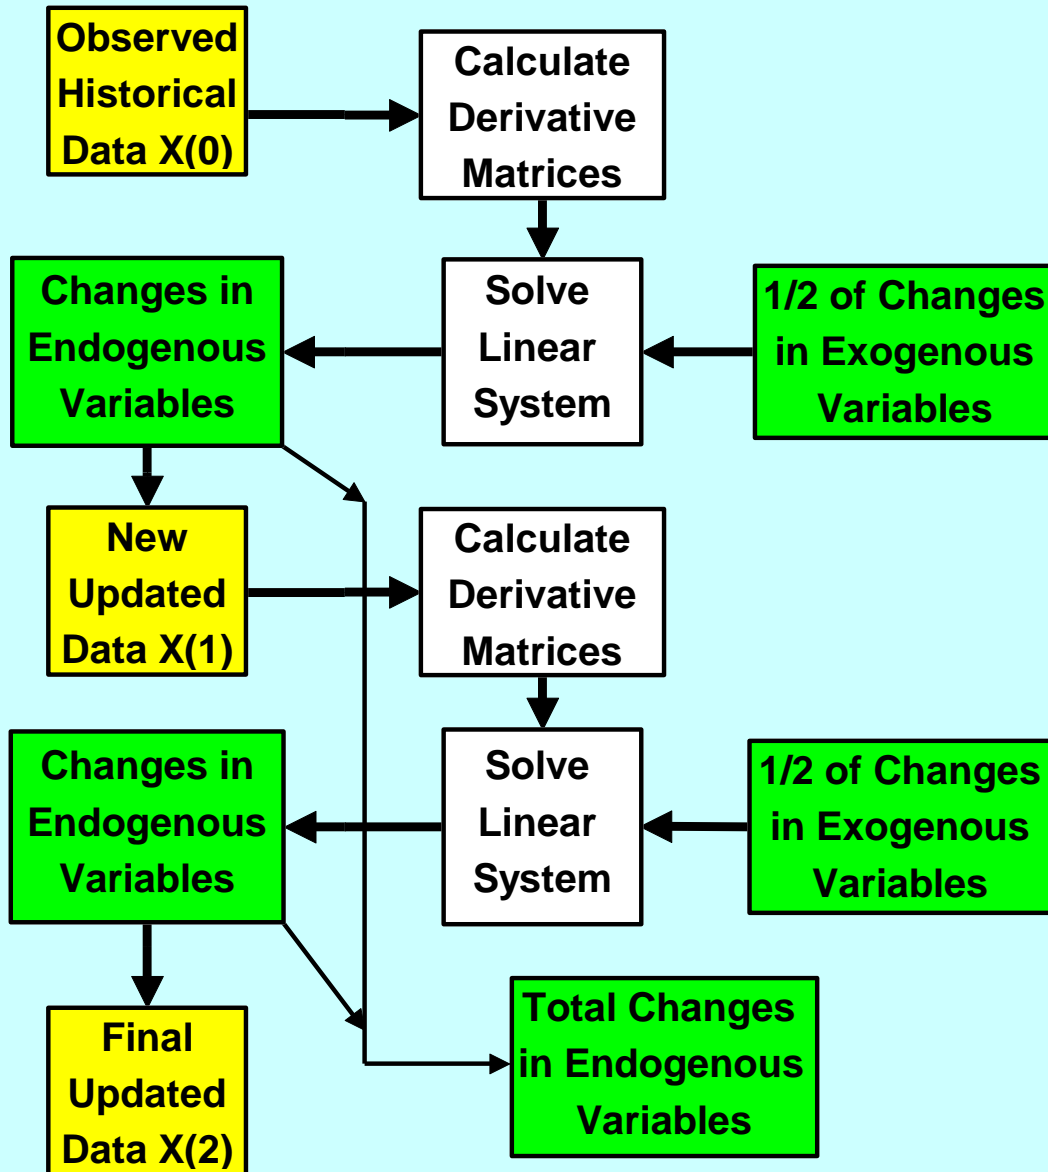 Observed
Historical
Data X(0)
Calculate
Derivative
Matrices
Changes in
Endogenous
Variables
Solve
Linear
System
1/2 of Changes
in Exogenous
Variables
New
Updated
Data X(1)
Calculate
Derivative
Matrices
Changes in
Endogenous
Variables
Solve
Linear
System
1/2 of Changes
in Exogenous
Variables
Final
Updated
Data X(2)
Total Changes
in Endogenous
Variables